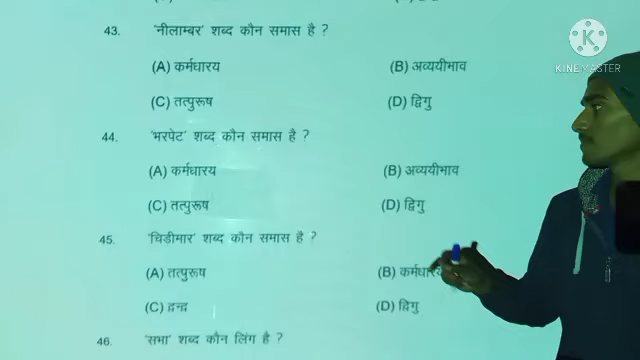 KINEMASTER
43. 'नीलाम्बर' शब्द कौन समास है ?
(A) कर्मधारय (B) अव्ययीभाव
(C) तत्पुरूष (D) द्विगु
44. 'भरपेट' शब्द कौन समास है ?
(A) कर्मधारय (B) अव्ययीभाव
(C) तत्पुरूष (D) द्विगु
45. 'चिड़ीमार' शब्द कौन समास है ?
(A) तत्पुरूष (B)
(C) द्वन्द्व (D) द्विगु
46. 'सभा' शब्द कौन लिंग है ?